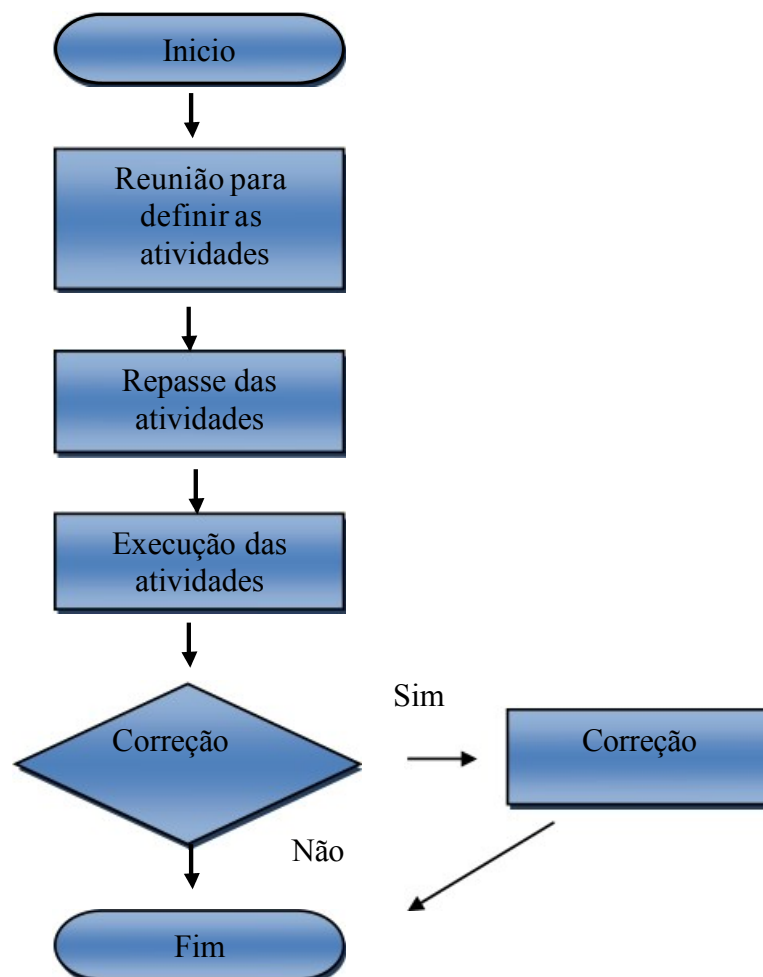 Inicio
Reunião para
definir as
atividades
Repasse das
atividades
Execução das
atividades
Sim
Correção
Correção
Não
Fim